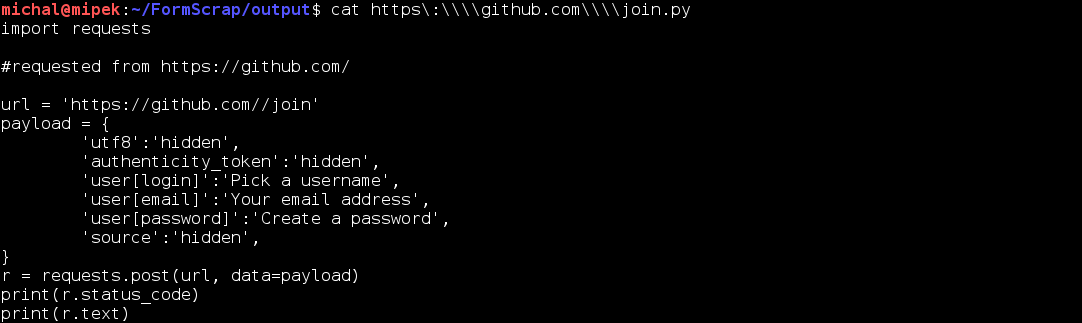 michal@mipek:~/FormScrap/output$ cat https\:\\\\github.com\\\\join.py
import requests

#requested from https://github.com/

url = 'https://github.com//join'
payload = {
        'utf8':'hidden',
        'authenticity_token':'hidden',
        'user[login]':'Pick a username',
        'user[email]':'Your email address',
        'user[password]':'Create a password',
        'source':'hidden',
}
r = requests.post(url, data=payload)
print(r.status_code)
print(r.text)